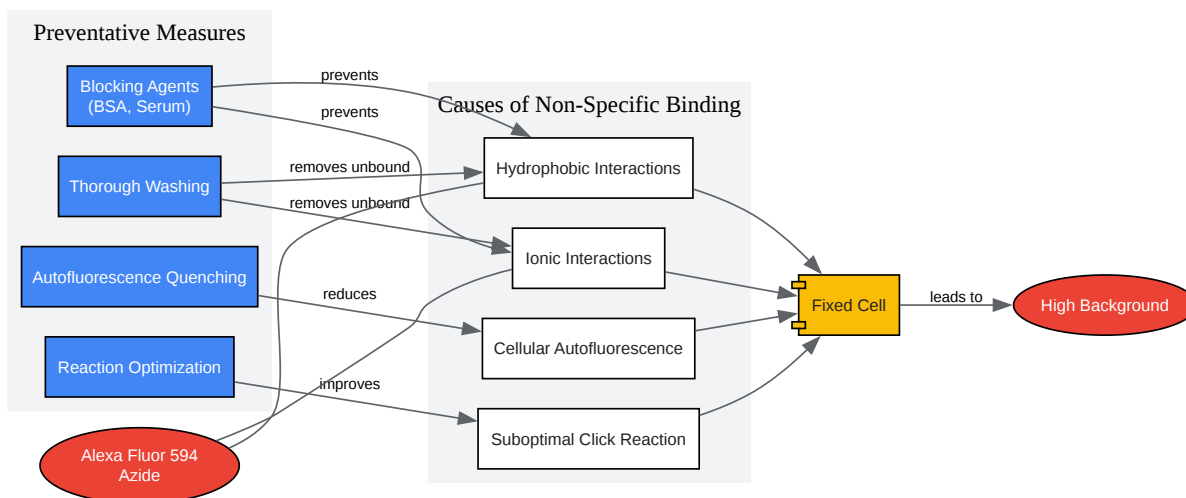 Preventative Measures
Blocking Agents
(BSA, Serum)
Thorough Washing
Autofluorescence Quenching
Reaction Optimization
Alexa Fluor 594
Azide
prevents
prevents
removes unbound
removes unbound
reduces
improves
Causes of Non-Specific Binding
Hydrophobic Interactions
Ionic Interactions
Cellular Autofluorescence
Suboptimal Click Reaction
Fixed Cell
leads to
High Background